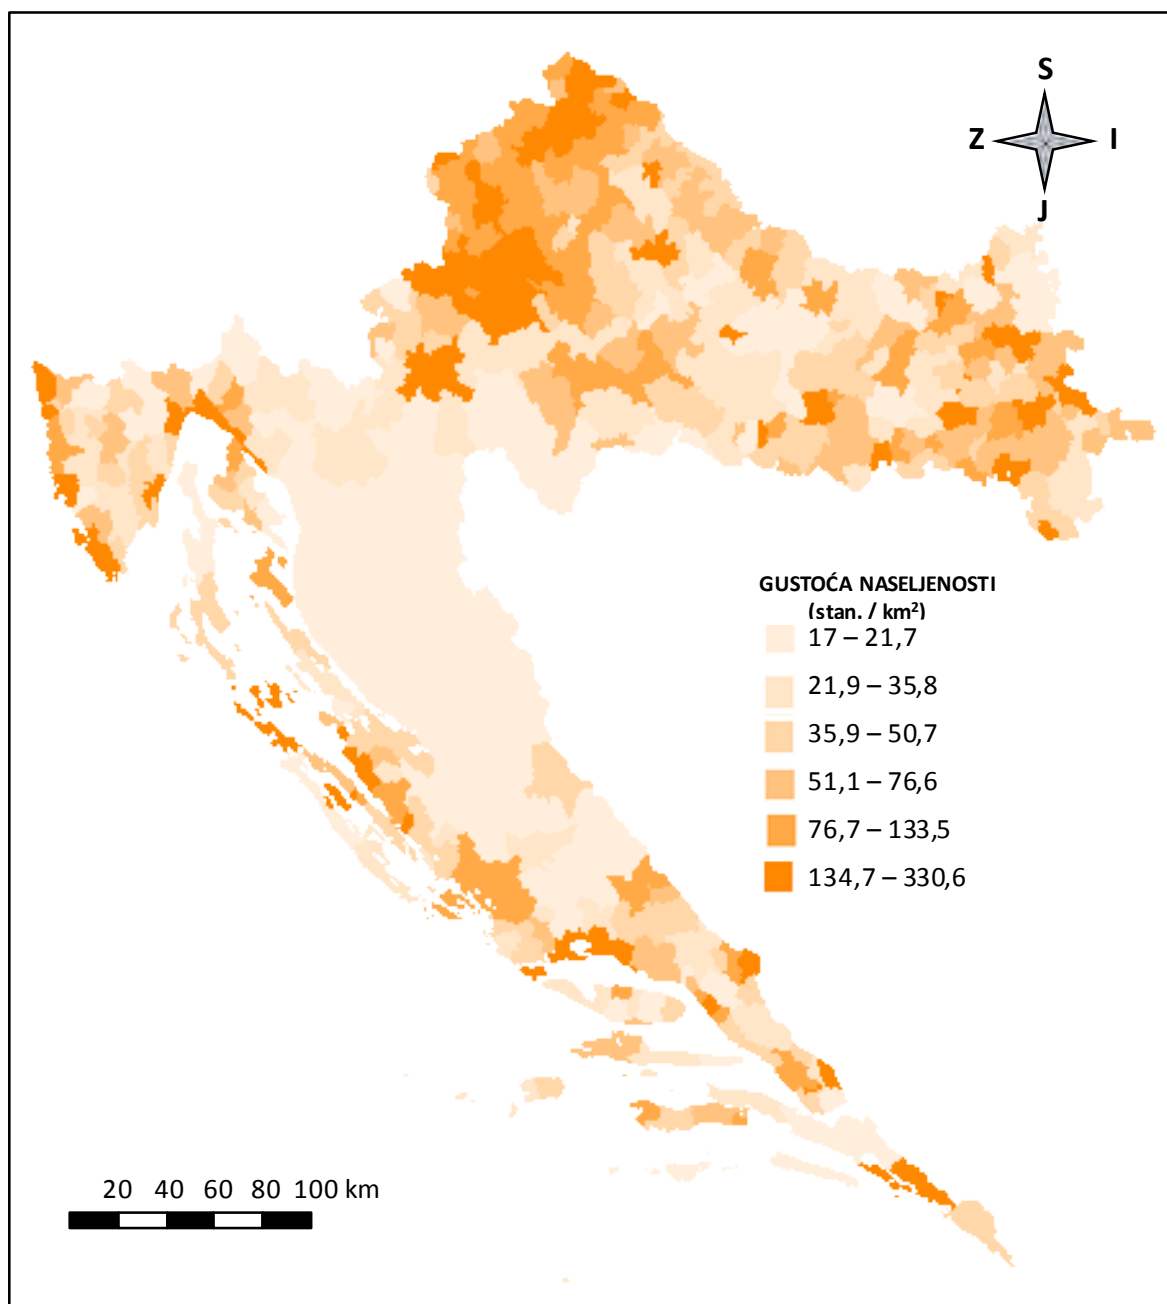 S
Z I
J
GUSTOĆA NASELJENOSTI
(stan. / km²)
17 – 21,7
21,9 – 35,8
35,9 – 50,7
51,1 – 76,6
76,7 – 133,5
134,7 – 330,6
20 40 60 80 100 km